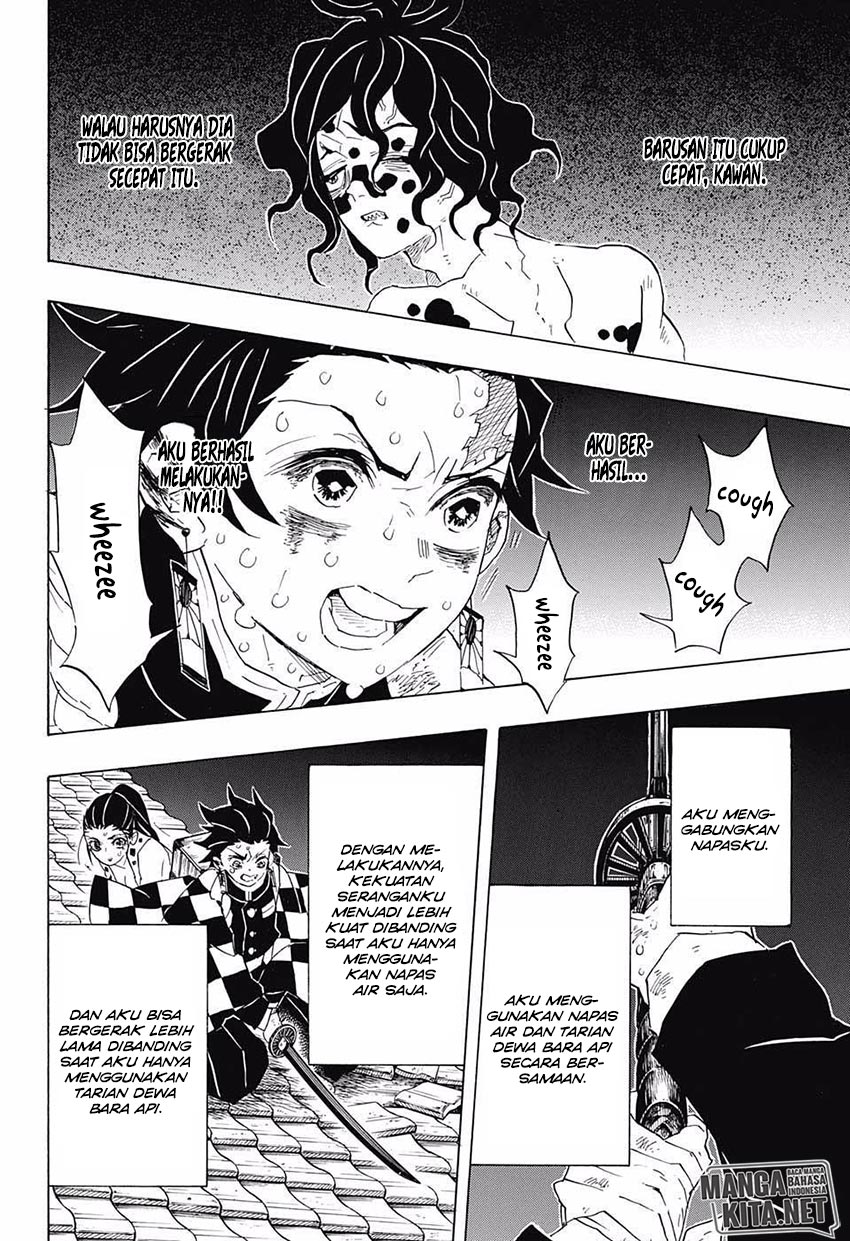 BARUSAN ITU CUKUP
CEPAT, KAWAN.
WALAU HARUSNYA DIA
TIDAK BISA BERGERAK
SECEPAT ITU.
cough
cough
AKU BER-
HASIL...
wheezee
AKU BERHASIL
MELAKUKAN-
NYA!!
wheezee
AKU MENG-
GABUNGKAN
NAPASKU.
AKU MENG-
GUNAKAN NAPAS
AIR DAN TARIAN
DEWA BARA API
SECARA BER-
SAMAAN.
DENGAN ME-
LAKUKANNYA,
KEKUATAN
SERANGANKU
MENJADI LEBIH
KUAT DIBANDING
SAAT AKU HANYA
MENGGUNA-
KAN NAPAS
AIR SAJA.
DAN AKU BISA
BERGERAK LEBIH
LAMA DIBANDING
SAAT AKU HANYA
MENGGUNAKAN
TARIAN DEWA
BARA API.
MANGA
BACA MANGA
BAHASA
INDONESIA
KITA.NET